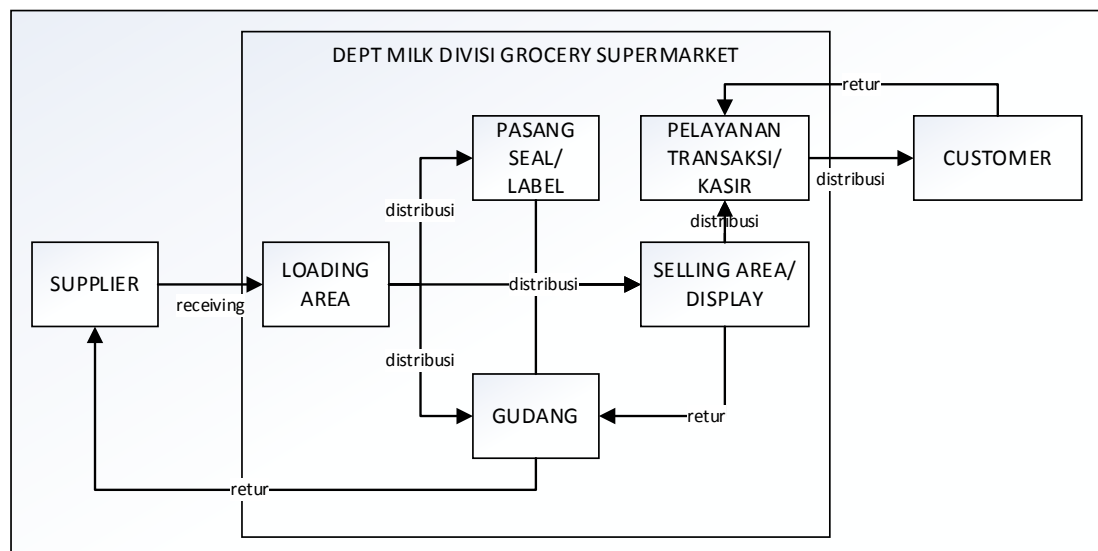 DEPT MILK DIVISI GROCERY SUPERMARKET
retur
PASANG
SEAL/
LABEL
PELAYANAN
TRANSAKSI/
KASIR
CUSTOMER
distribusi
distribusi
distribusi
SUPPLIER
LOADING
AREA
SELLING AREA/
DISPLAY
receiving
distribusi
distribusi
GUDANG
retur
retur